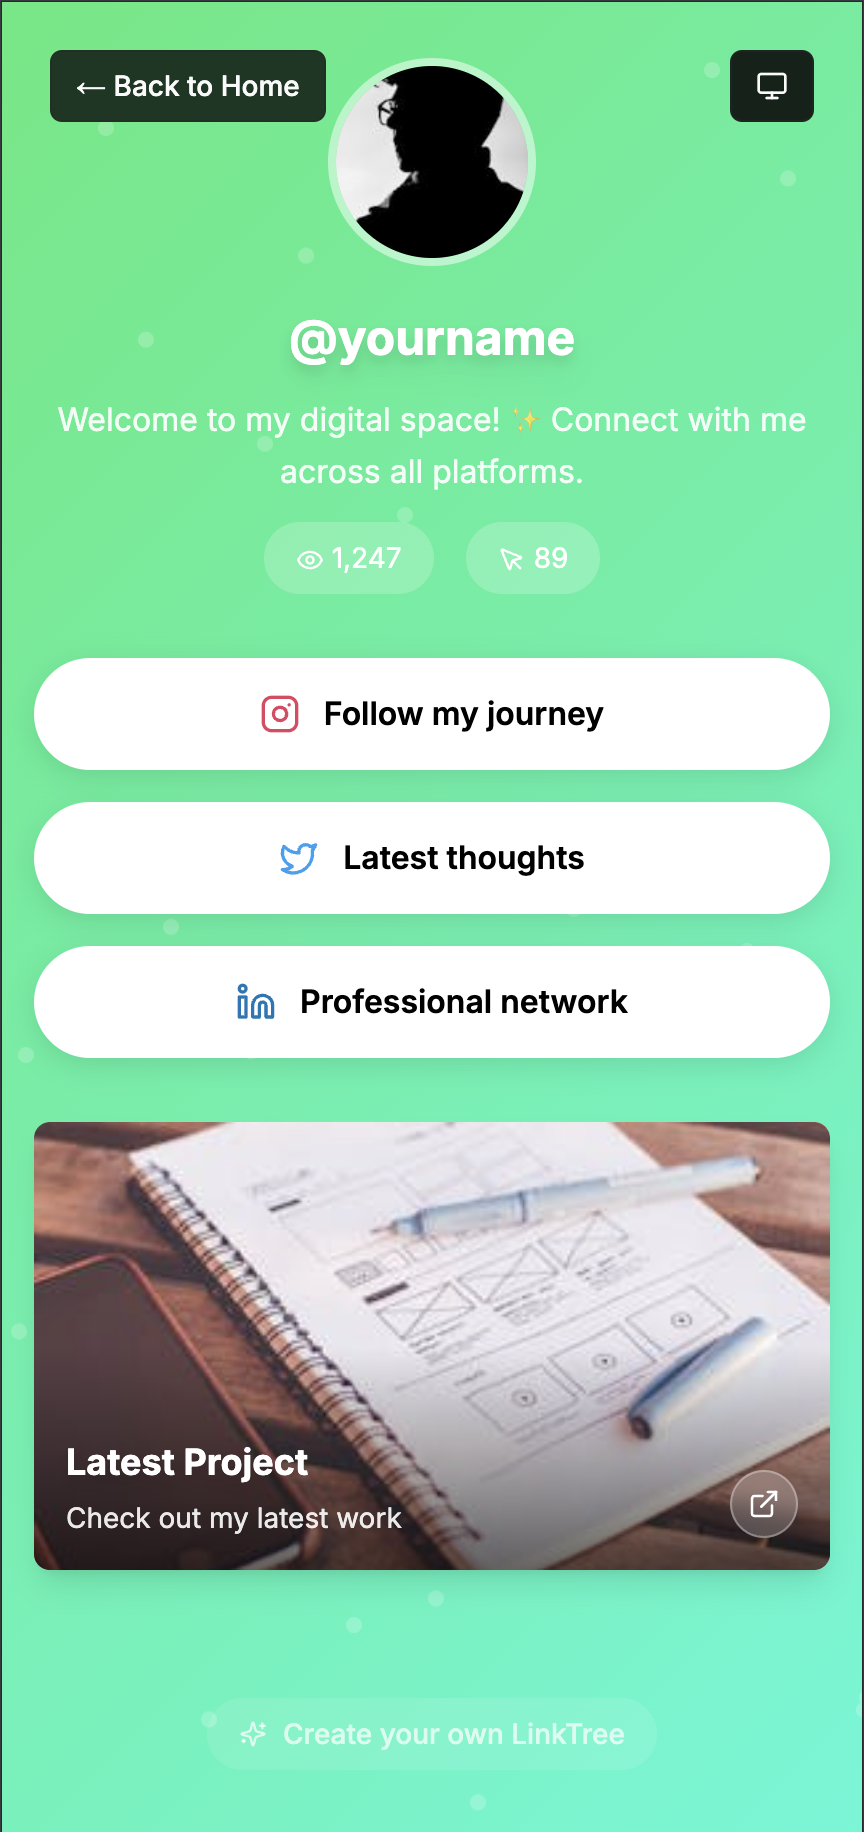 ← Back to Home
@yourname
Welcome to my digital space! ✨ Connect with me
across all platforms.
1,247
89
Follow my journey
Latest thoughts
Professional network
Latest Project
Check out my latest work
Create your own LinkTree